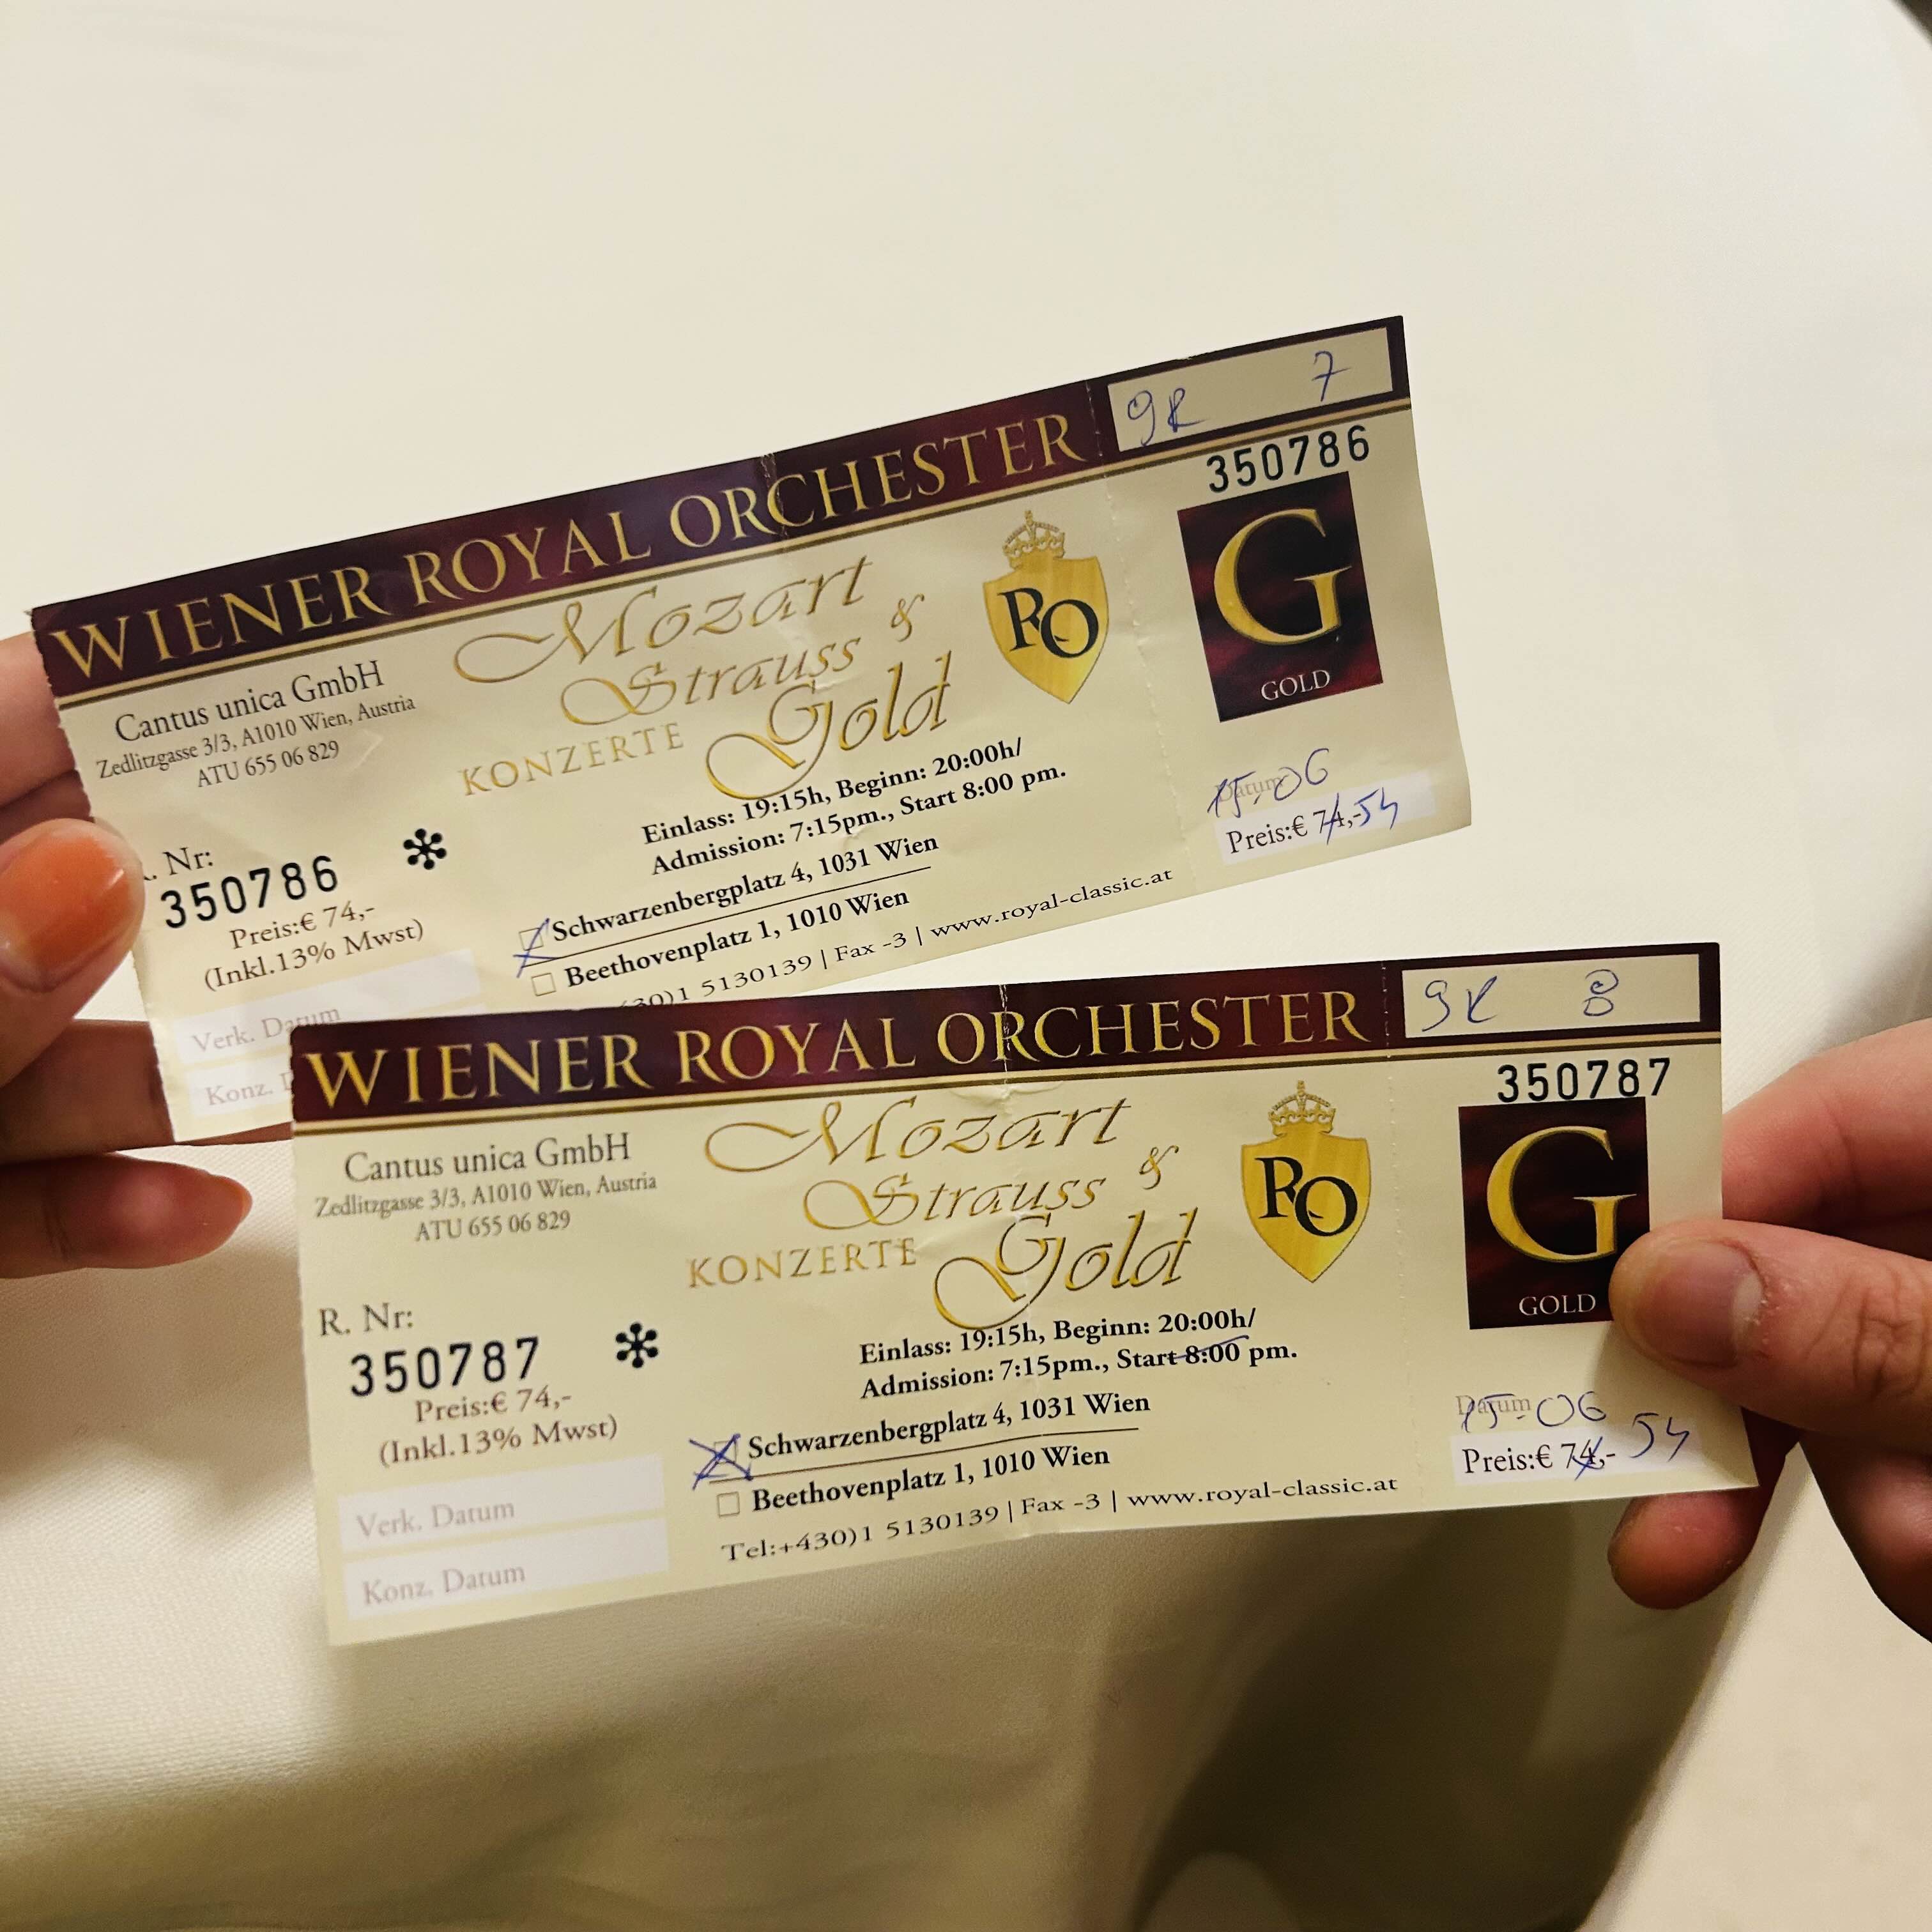 WIENER ROYAL ORCHESTER
9R 7
350786
Cantus unica GmbH
Zedlitzgasse 3/3, A1010 Wien, Austria
ATU 655 06 829
Mozart
&
Strauss
KONZERTE Gold
RO
G
GOLD
R. Nr:
350786
Preis:€ 74,-
(Inkl.13% Mwst)
Verk. Datum
Konz.
Einlass: 19:15h, Beginn: 20:00h/
Admission: 7:15pm., Start 8:00 pm.
Schwarzenbergplatz 4, 1031 Wien
Beethovenplatz 1, 1010 Wien
30)1 5130139 | Fax -3 | www.royal-classic.at
Datum 15-06
Preis:€ 74,- 54
WIENER ROYAL ORCHESTER
9R 8
350787
Cantus unica GmbH
Zedlitzgasse 3/3, A1010 Wien, Austria
ATU 655 06 829
Mozart
&
Strauss
KONZERTE Gold
RO
G
GOLD
R. Nr:
350787
Preis:€ 74,-
(Inkl.13% Mwst)
Verk. Datum
Konz. Datum
Einlass: 19:15h, Beginn: 20:00h/
Admission: 7:15pm., Start 8:00 pm.
Schwarzenbergplatz 4, 1031 Wien
Beethovenplatz 1, 1010 Wien
Tel:+430)1 5130139 | Fax -3 | www.royal-classic.at
Datum 15-06
Preis:€ 74,- 54